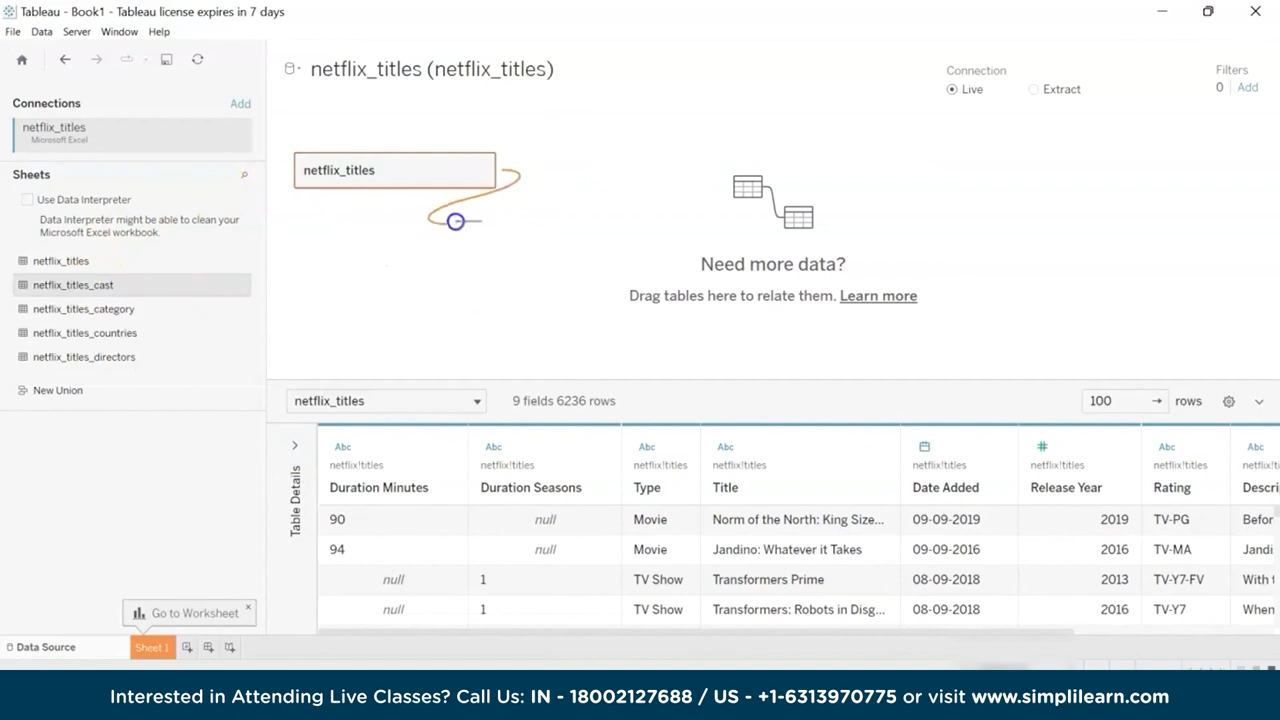 Tableau - Book1 - Tableau license expires in 7 days
File Data Server Window Help
Connections Add
netflix_titles
Microsoft Excel
Sheets
Use Data Interpreter
Data Interpreter might be able to clean your
Microsoft Excel workbook.
netflix_titles
netflix_titles_cast
netflix_titles_category
netflix_titles_countries
netflix_titles_directors
New Union
netflix_titles (netflix_titles)
Connection
Live Extract
Filters
0 Add
netflix_titles
Need more data?
Drag tables here to relate them. Learn more
netflix_titles 9 fields 6236 rows 100 rows
Table Details
Abc Abc Abc Abc # Abc Abc
netflix!titles netflix!titles netflix!titles netflix!titles netflix!titles netflix!titles netflix!titles netflix!ti
Duration Minutes Duration Seasons Type Title Date Added Release Year Rating Descri
90 null Movie Norm of the North: King Size... 09-09-2019 2019 TV-PG Befor
94 null Movie Jandino: Whatever it Takes 09-09-2016 2016 TV-MA Jandi
null 1 TV Show Transformers Prime 08-09-2018 2013 TV-Y7-FV With t
null 1 TV Show Transformers: Robots in Disg... 08-09-2018 2016 TV-Y7 When
Go to Worksheet
Data Source Sheet 1
Interested in Attending Live Classes? Call Us: IN - 18002127688 / US - +1-6313970775 or visit www.simplilearn.com